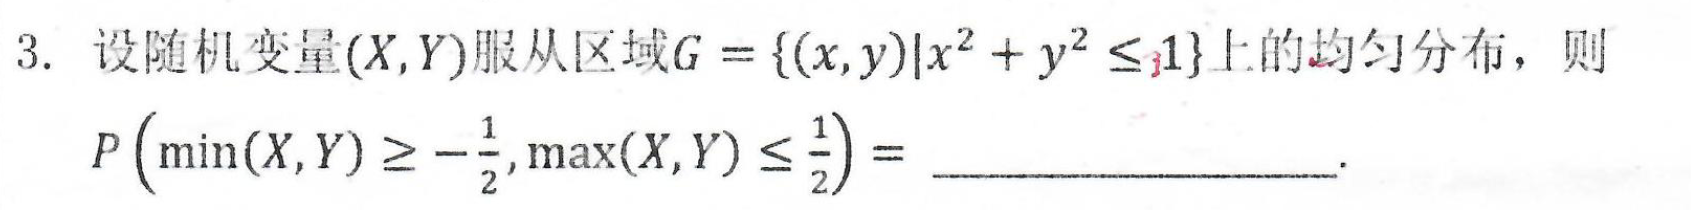 3. 设随机变量(X,Y)服从区域G = {(x,y)|x² + y² ≤ 1}上的均匀分布，则
P(min(X,Y) ≥ −1/2, max(X,Y) ≤ 1/2) = ____________.